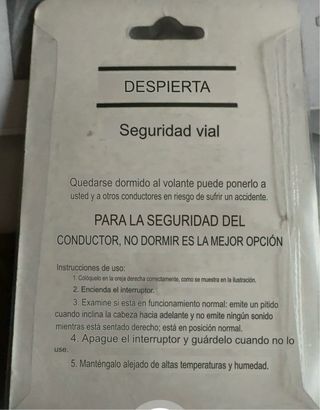 DESPIERTA
Seguridad vial
Quedarse dormido al volante puede ponerlo a
usted y a otros conductores en riesgo de sufrir un accidente.
PARA LA SEGURIDAD DEL
CONDUCTOR, NO DORMIR ES LA MEJOR OPCIÓN
Instrucciones de uso:
1. Colóquelo en la oreja derecha correctamente, como se muestra en la ilustración.
2. Encienda el interruptor.
3. Examine si está en funcionamiento normal: emite un pitido
cuando inclina la cabeza hacia adelante y no emite ningún sonido
mientras está sentado derecho; está en posición normal.
4. Apague el interruptor y guárdelo cuando no lo
use.
5. Manténgalo alejado de altas temperaturas y humedad.